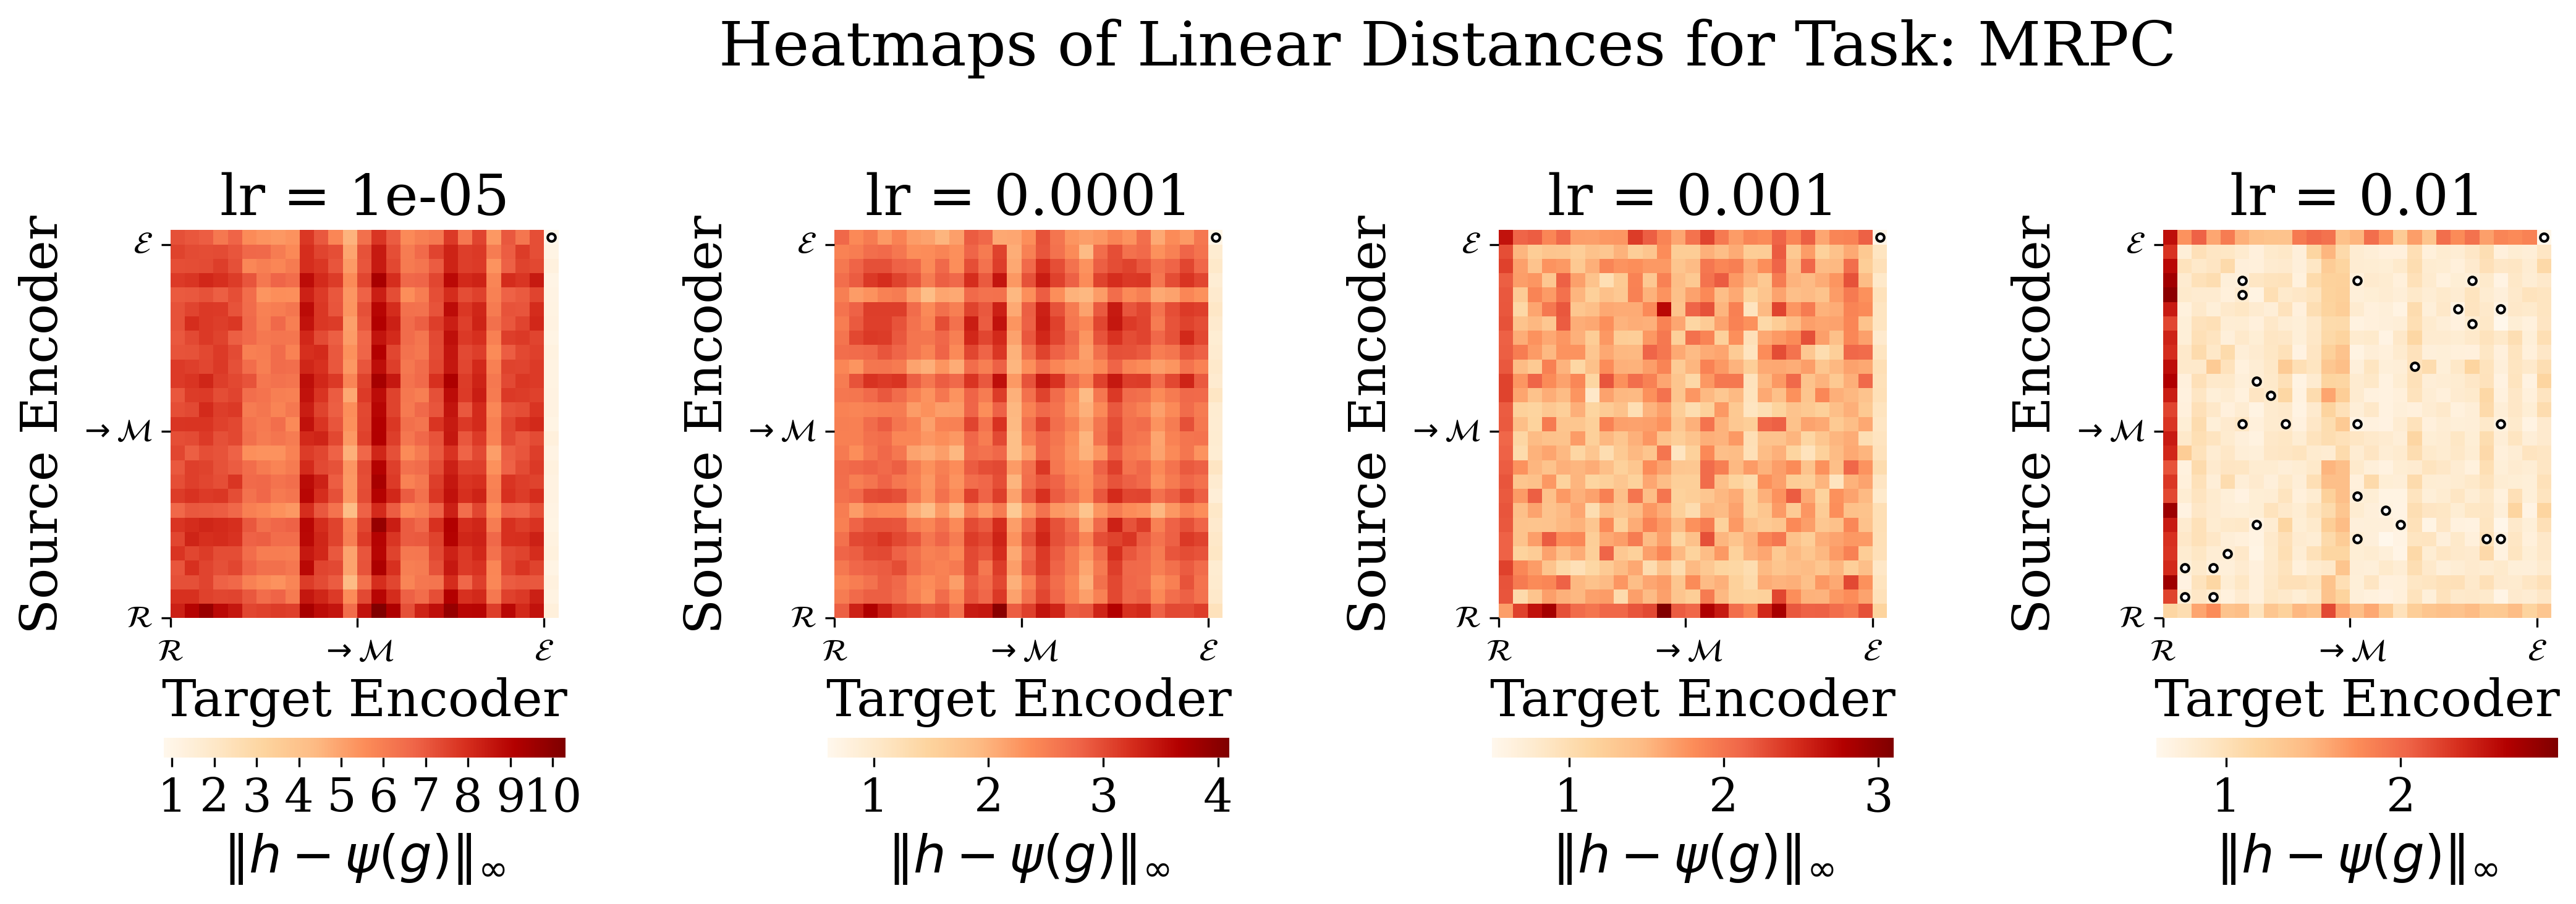 Heatmaps of Linear Distances for Task: MRPC
lr = 1e-05
Source Encoder
ℰ
→ℳ
ℛ
ℛ →ℳ ℰ
Target Encoder
1 2 3 4 5 6 7 8 9 10
‖h − ψ(g)‖∞
lr = 0.0001
Source Encoder
ℰ
→ℳ
ℛ
ℛ →ℳ ℰ
Target Encoder
1 2 3 4
‖h − ψ(g)‖∞
lr = 0.001
Source Encoder
ℰ
→ℳ
ℛ
ℛ →ℳ ℰ
Target Encoder
1 2 3
‖h − ψ(g)‖∞
lr = 0.01
Source Encoder
ℰ
→ℳ
ℛ
ℛ →ℳ ℰ
Target Encoder
1 2
‖h − ψ(g)‖∞